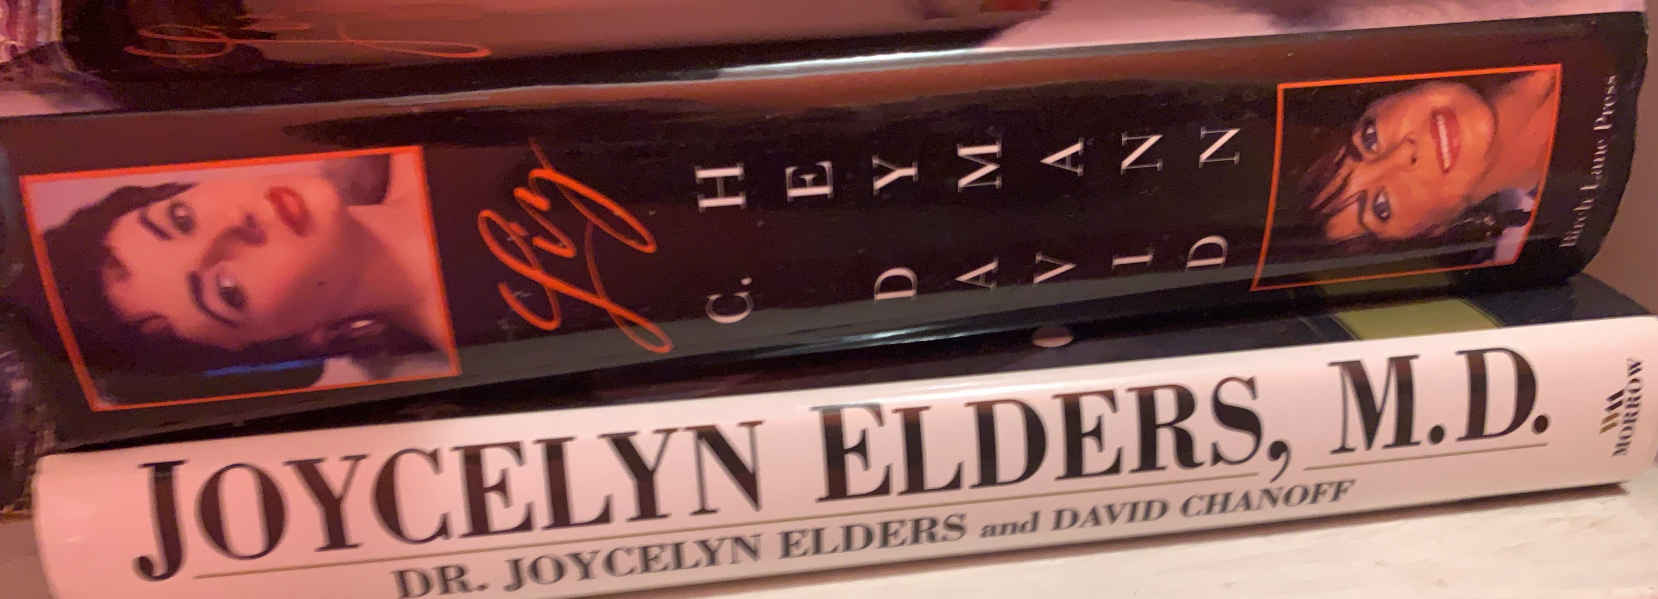 Liz
C. DAVID
HEYMANN
Birch Lane Press
JOYCELYN ELDERS, M.D.
DR. JOYCELYN ELDERS and DAVID CHANOFF
MORROW